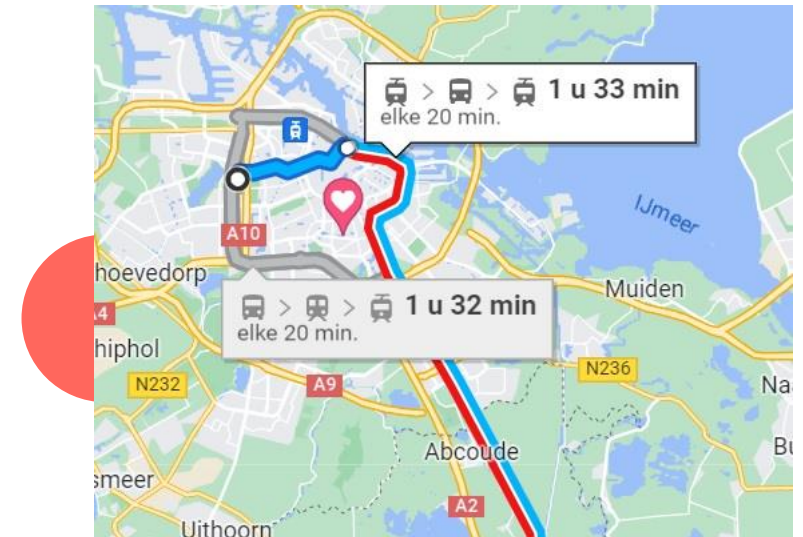 > > 1 u 33 min
elke 20 min.
A10
IJmeer
hoevedorp
Muiden
> > 1 u 32 min
elke 20 min.
A4
hiphol
N236
N232
A9
Na
Abcoude
Bu
smeer
A2
Uithoorn